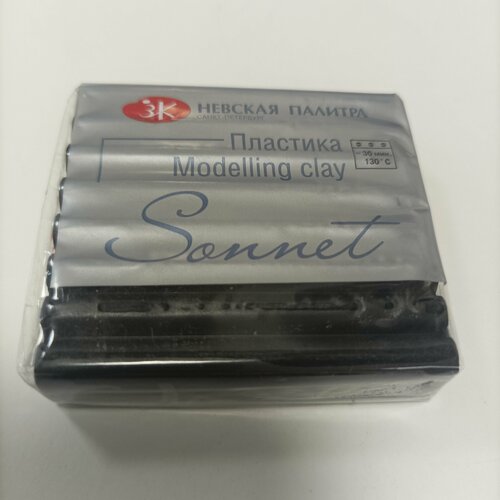 ЗК НЕВСКАЯ ПАЛИТРА
САНКТ-ПЕТЕРБУРГ
Пластика
Modelling clay
30 мин.
130°C
Sonnet